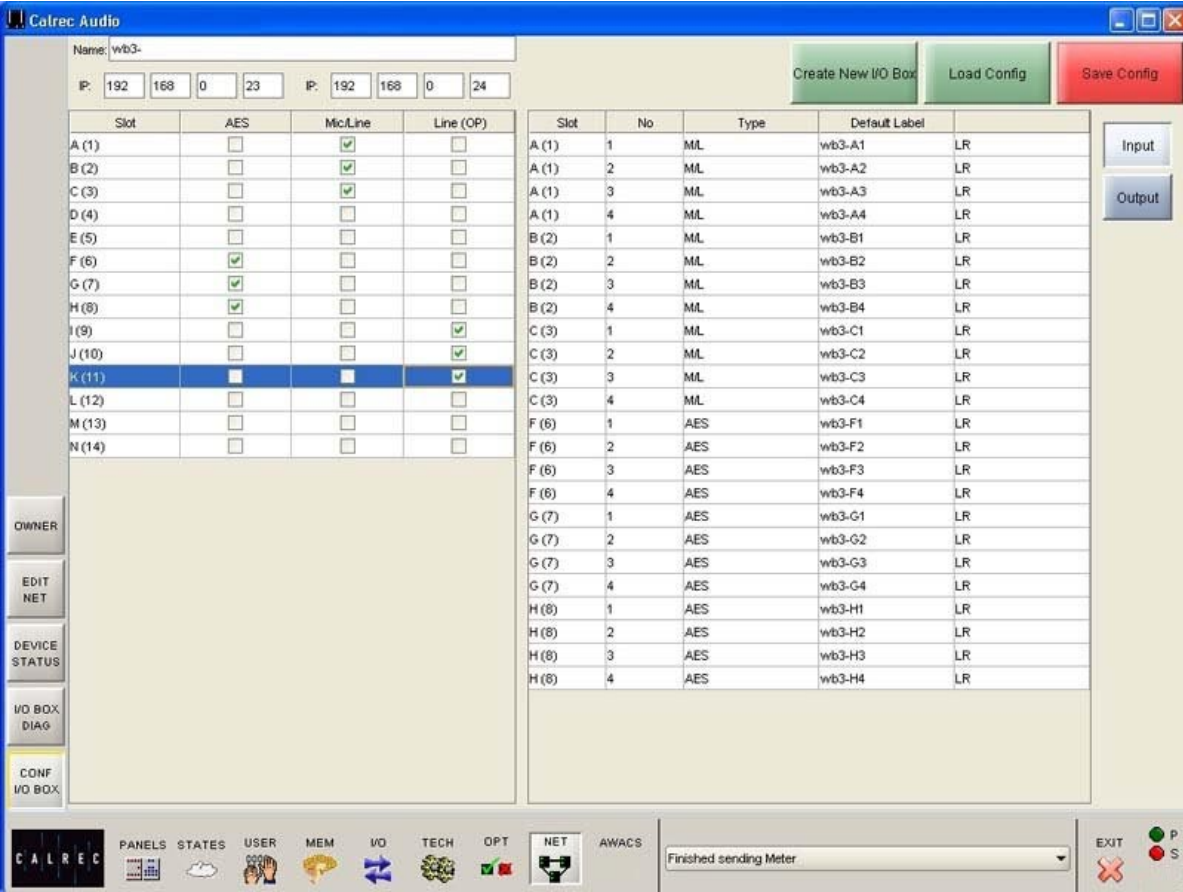 Calrec Audio
Name: wb3-
IP: 192 168 0 23 IP: 192 168 0 24
Create New I/O Box Load Config Save Config
Slot AES Mic/Line Line (OP)
A (1)
B (2)
C (3)
D (4)
E (5)
F (6)
G (7)
H (8)
I (9)
J (10)
K (11)
L (12)
M (13)
N (14)
Slot No Type Default Label
A (1) 1 M/L wb3-A1 LR
A (1) 2 M/L wb3-A2 LR
A (1) 3 M/L wb3-A3 LR
A (1) 4 M/L wb3-A4 LR
B (2) 1 M/L wb3-B1 LR
B (2) 2 M/L wb3-B2 LR
B (2) 3 M/L wb3-B3 LR
B (2) 4 M/L wb3-B4 LR
C (3) 1 M/L wb3-C1 LR
C (3) 2 M/L wb3-C2 LR
C (3) 3 M/L wb3-C3 LR
C (3) 4 M/L wb3-C4 LR
F (6) 1 AES wb3-F1 LR
F (6) 2 AES wb3-F2 LR
F (6) 3 AES wb3-F3 LR
F (6) 4 AES wb3-F4 LR
G (7) 1 AES wb3-G1 LR
G (7) 2 AES wb3-G2 LR
G (7) 3 AES wb3-G3 LR
G (7) 4 AES wb3-G4 LR
H (8) 1 AES wb3-H1 LR
H (8) 2 AES wb3-H2 LR
H (8) 3 AES wb3-H3 LR
H (8) 4 AES wb3-H4 LR
Input
Output
OWNER
EDIT
NET
DEVICE
STATUS
I/O BOX
DIAG
CONF
I/O BOX
CALREC
PANELS STATES USER MEM I/O TECH OPT NET AWACS
Finished sending Meter
EXIT
P
S